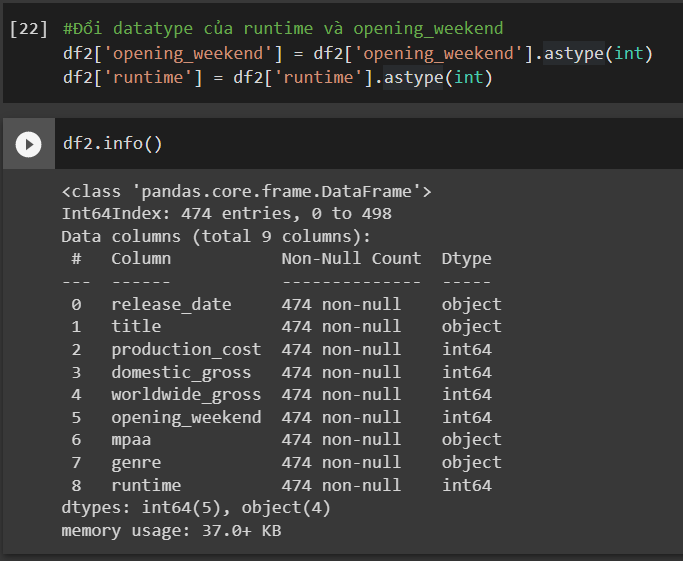 [22] #Đổi datatype của runtime và opening_weekend
df2['opening_weekend'] = df2['opening_weekend'].astype(int)
df2['runtime'] = df2['runtime'].astype(int)
df2.info()
<class 'pandas.core.frame.DataFrame'>
Int64Index: 474 entries, 0 to 498
Data columns (total 9 columns):
 #   Column           Non-Null Count  Dtype
---  ------           --------------  -----
 0   release_date     474 non-null    object
 1   title            474 non-null    object
 2   production_cost  474 non-null    int64
 3   domestic_gross   474 non-null    int64
 4   worldwide_gross  474 non-null    int64
 5   opening_weekend  474 non-null    int64
 6   mpaa             474 non-null    object
 7   genre            474 non-null    object
 8   runtime          474 non-null    int64
dtypes: int64(5), object(4)
memory usage: 37.0+ KB